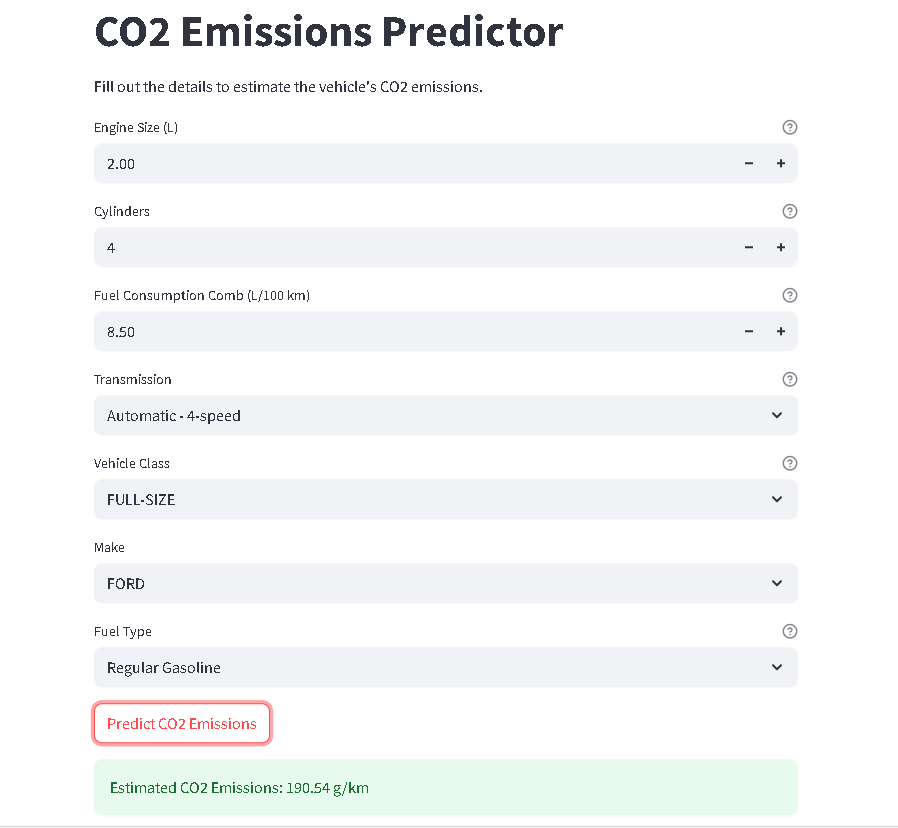 CO2 Emissions Predictor
Fill out the details to estimate the vehicle's CO2 emissions.
Engine Size (L)
2.00
Cylinders
4
Fuel Consumption Comb (L/100 km)
8.50
Transmission
Automatic - 4-speed
Vehicle Class
FULL-SIZE
Make
FORD
Fuel Type
Regular Gasoline
Predict CO2 Emissions
Estimated CO2 Emissions: 190.54 g/km